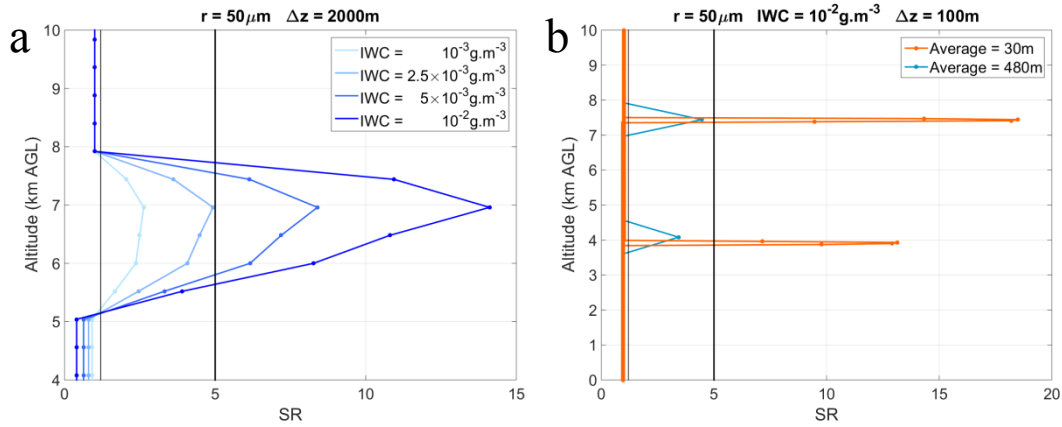 a
r = 50μm Δz = 2000m
10
9
8
7
6
5
4
Altitude (km AGL)
IWC = 10⁻³g.m⁻³
IWC = 2.5×10⁻³g.m⁻³
IWC = 5×10⁻³g.m⁻³
IWC = 10⁻²g.m⁻³
0 5 10 15
SR
b
r = 50μm IWC = 10⁻²g.m⁻³ Δz = 100m
10
9
8
7
6
5
4
3
2
1
0
Altitude (km AGL)
Average = 30m
Average = 480m
0 5 10 15 20
SR